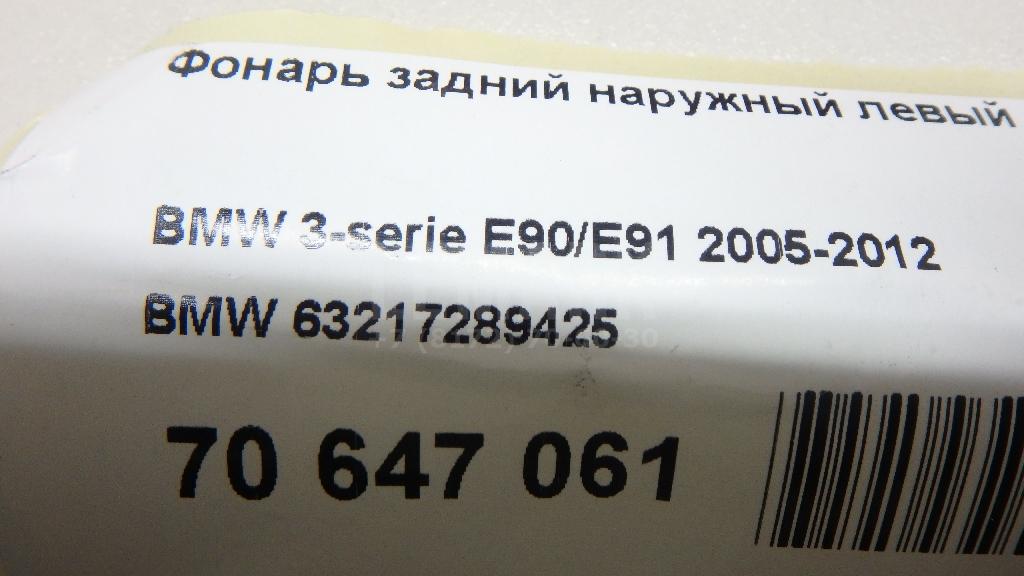 Фонарь задний наружный левый
BMW 3-serie E90/E91 2005-2012
BMW 63217289425
70 647 061